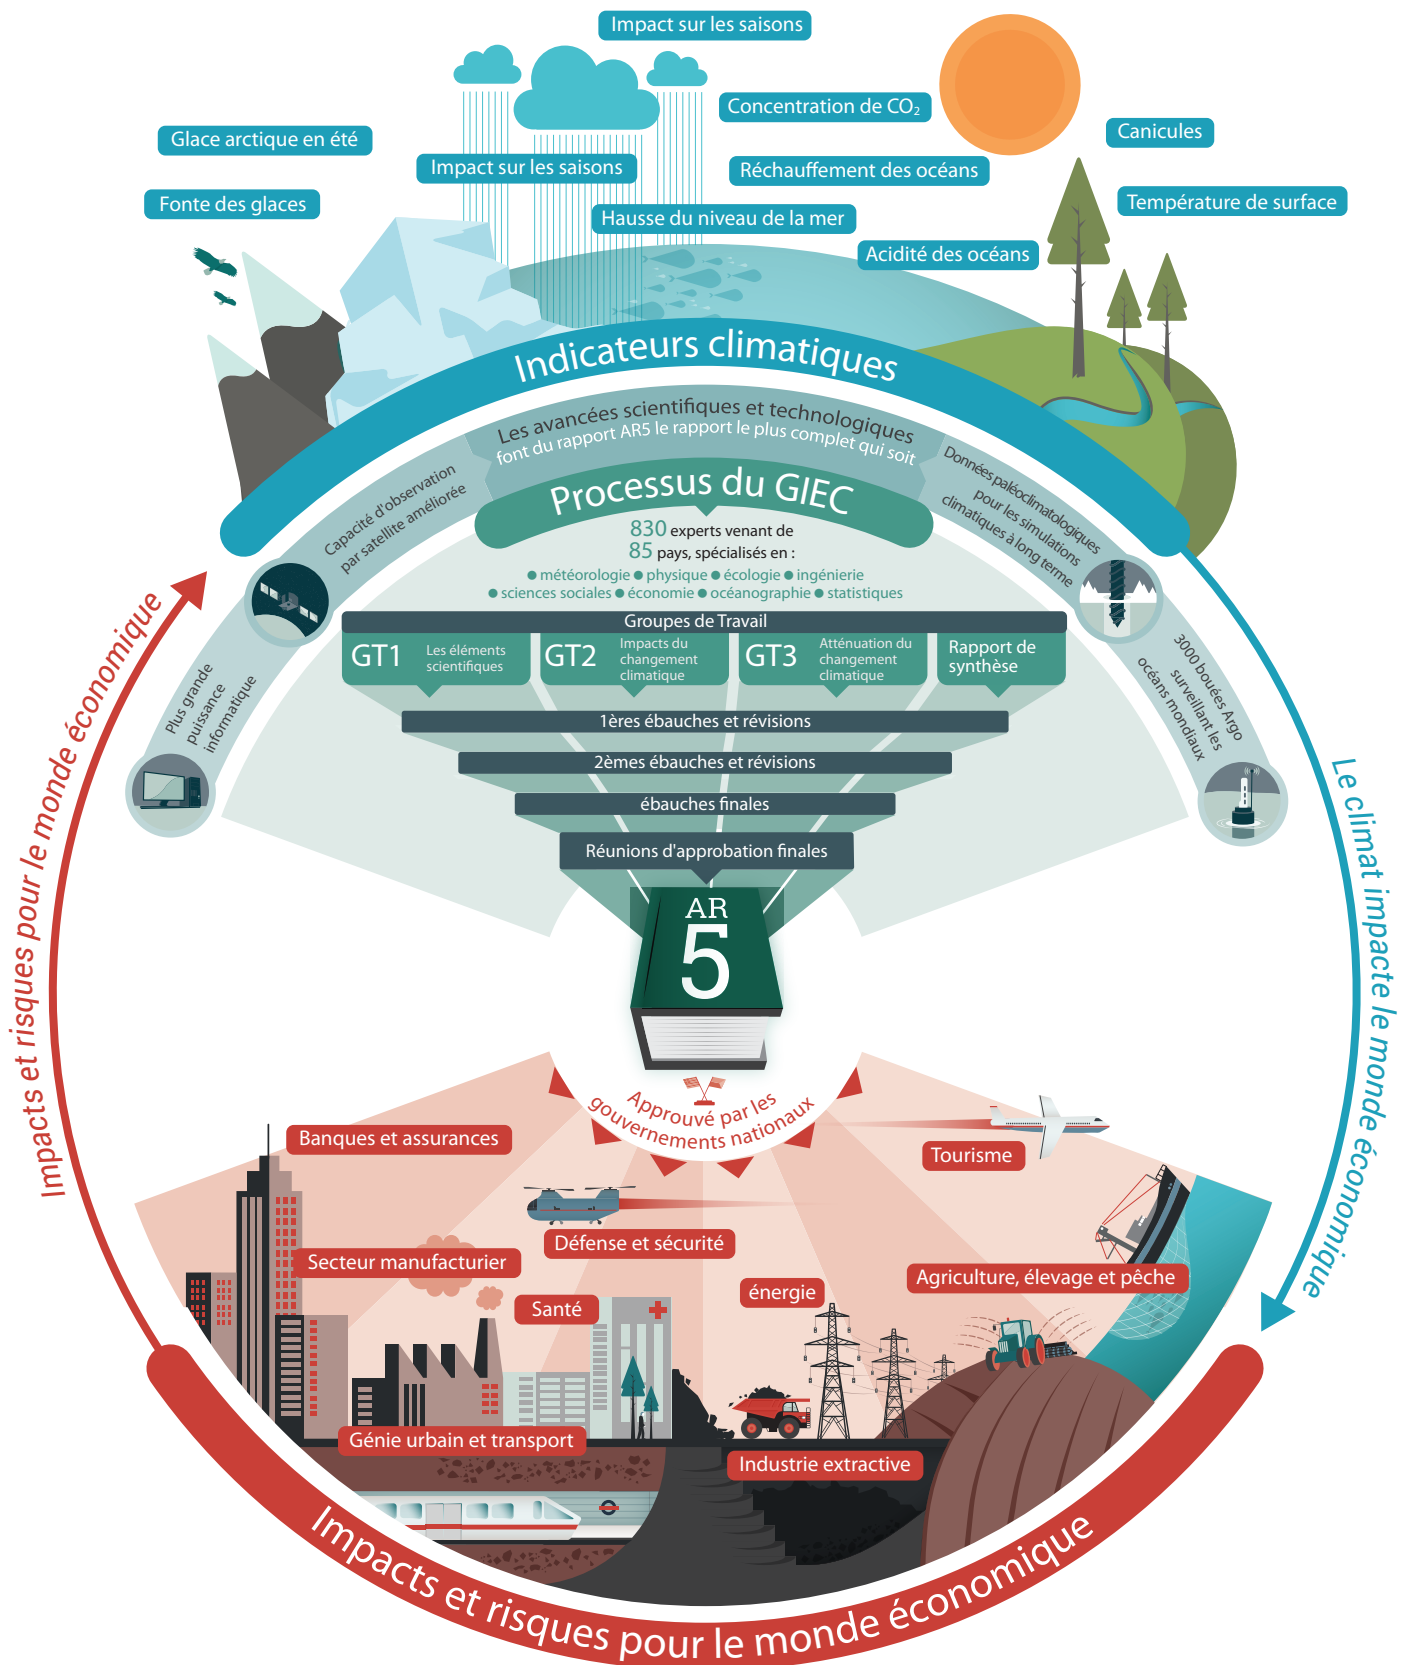 Impact sur les saisons
Concentration de CO₂
Canicules
Glace arctique en été
Impact sur les saisons
Réchauffement des océans
Fonte des glaces
Température de surface
Hausse du niveau de la mer
Acidité des océans
Indicateurs climatiques
Les avancées scientifiques et technologiques
font du rapport AR5 le rapport le plus complet qui soit
Capacité d'observation
par satellite améliorée
Données paléoclimatologiques
pour les simulations
climatiques à long terme
Plus grande
puissance
informatique
3000 bouées Argo
surveillant les
océans mondiaux
Processus du GIEC
830 experts venant de
85 pays, spécialisés en :
● météorologie ● physique ● écologie ● ingénierie
● sciences sociales ● économie ● océanographie ● statistiques
Groupes de Travail
GT1
Les éléments
scientifiques
GT2
Impacts du
changement
climatique
GT3
Atténuation du
changement
climatique
Rapport de
synthèse
1ères ébauches et révisions
2èmes ébauches et révisions
ébauches finales
Réunions d'approbation finales
AR
5
Approuvé par les
gouvernements nationaux
Impacts et risques pour le monde économique
Le climat impacte le monde économique
Banques et assurances
Tourisme
Défense et sécurité
Secteur manufacturier
Agriculture, élevage et pêche
énergie
Santé
Génie urbain et transport
Industrie extractive
Impacts et risques pour le monde économique